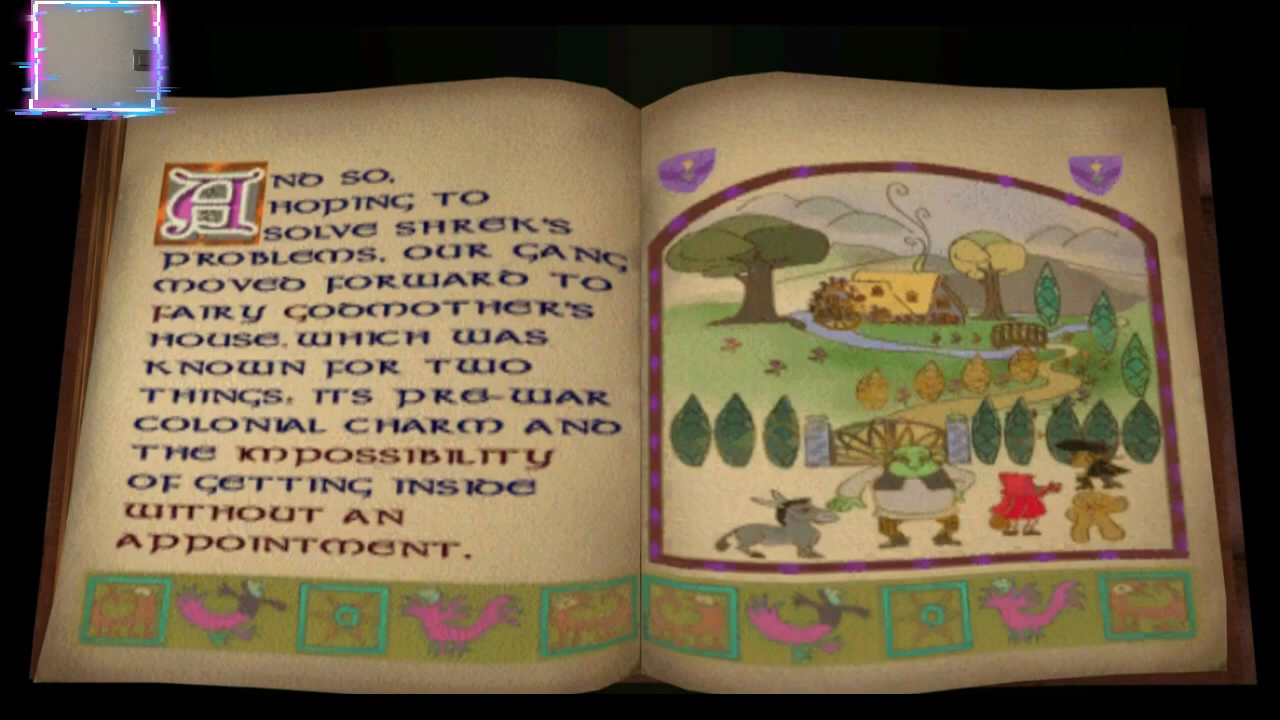 AND SO,
HOPING TO
SOLVE SHREK'S
PROBLEMS, OUR GANG
MOVED FORWARD TO
FAIRY GODMOTHER'S
HOUSE, WHICH WAS
KNOWN FOR TWO
THINGS: IT'S PRE-WAR
COLONIAL CHARM AND
THE IMPOSSIBILITY
OF GETTING INSIDE
WITHOUT AN
APPOINTMENT.